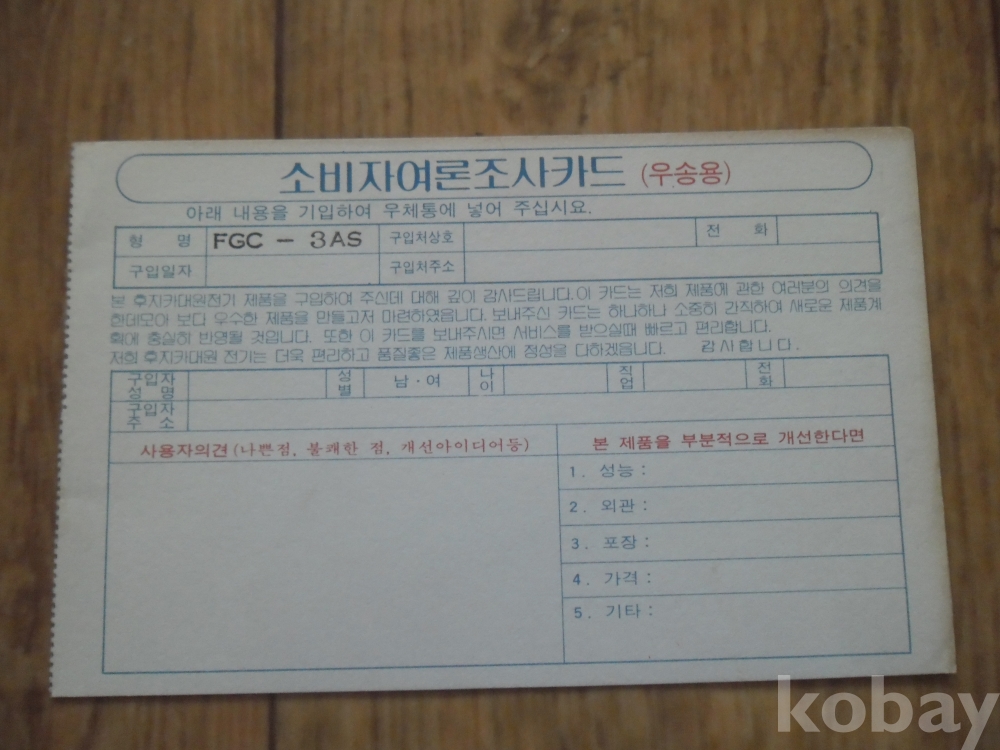 소비자여론조사카드 (우송용)
아래 내용을 기입하여 우체통에 넣어 주십시요.
형 명 FGC - 3AS 구입처상호 전 화
구입일자 구입처주소
본 후지카대원전기 제품을 구입하여 주신데 대해 깊이 감사드립니다. 이 카드는 저희 제품에 관한 여러분의 의견을
한데모아 보다 우수한 제품을 만들고저 마련하였읍니다. 보내주신 카드는 하나하나 소중히 간직하여 새로운 제품계
획에 충실히 반영될 것입니다. 또한 이 카드를 보내주시면 서비스를 받으실때 빠르고 편리합니다.
저희 후지카대원 전기는 더욱 편리하고 품질좋은 제품생산에 정성을 다하겠읍니다. 감사합니다.
구입자 성명 성별 남 · 여 나이 직업 전화
구입자 주소
사용자의견 (나쁜점, 불쾌한 점, 개선아이디어등)
본 제품을 부분적으로 개선한다면
1. 성능 :
2. 외관 :
3. 포장 :
4. 가격 :
5. 기타 :
kobay